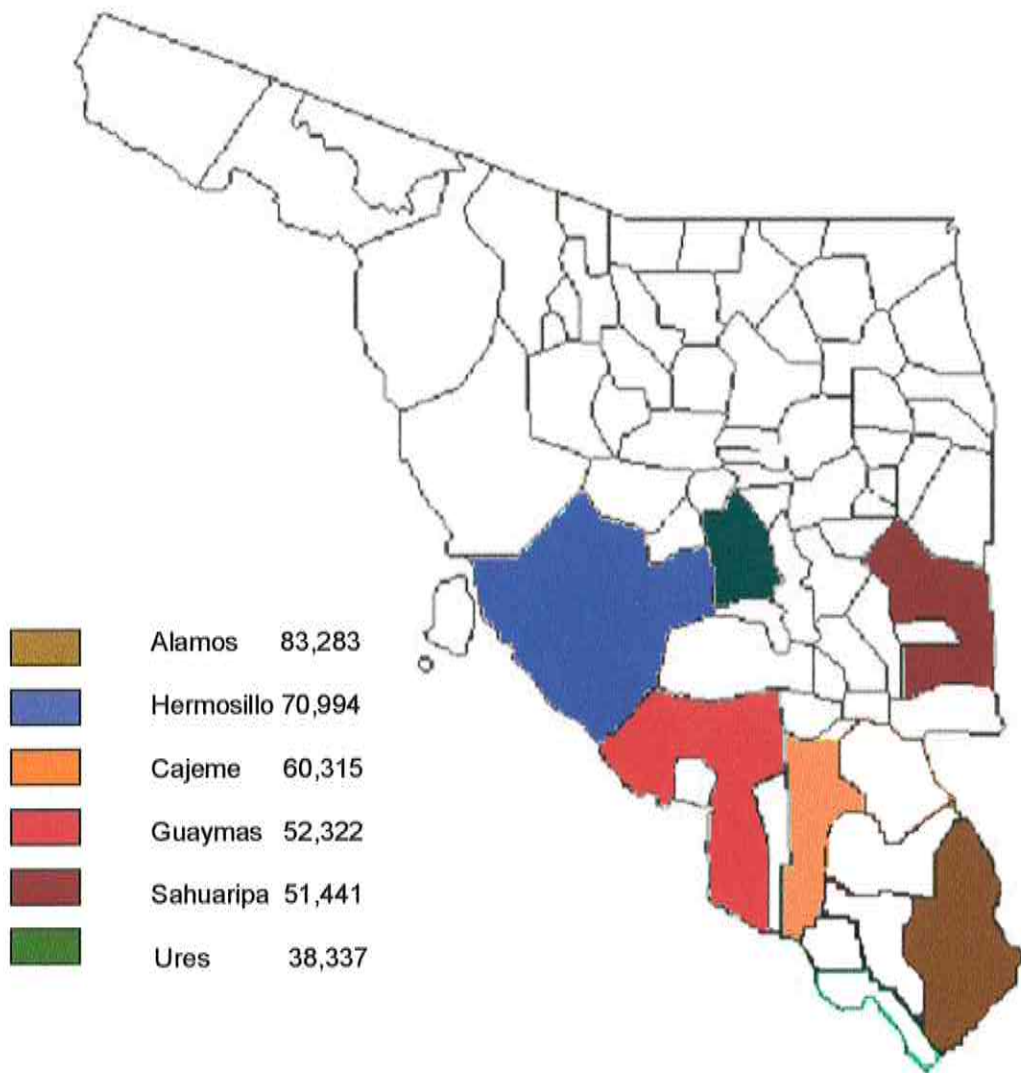 Alamos 83,283
Hermosillo 70,994
Cajeme 60,315
Guaymas 52,322
Sahuaripa 51,441
Ures 38,337